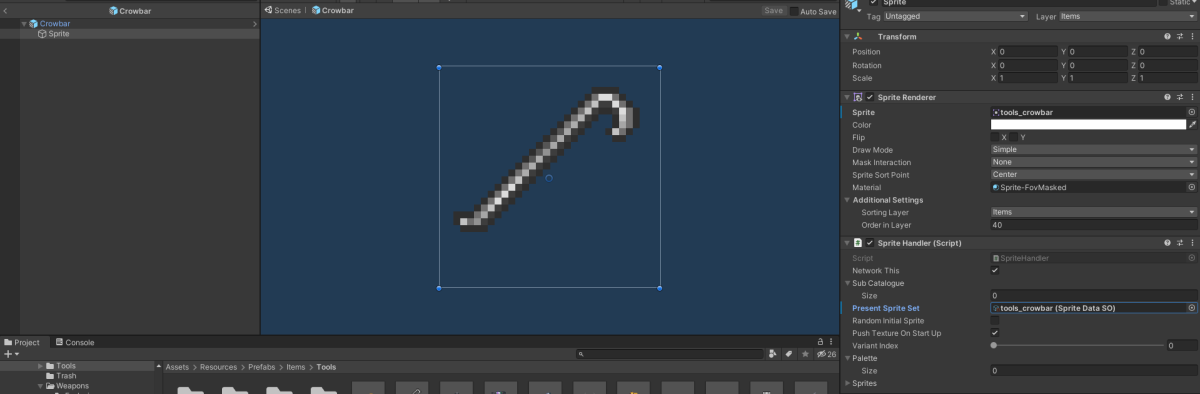 Crowbar
Crowbar
Sprite
Scenes | Crowbar
Save Auto Save
Sprite Static
Tag Untagged Layer Items
Transform
Position X 0 Y 0 Z 0
Rotation X 0 Y 0 Z 0
Scale X 1 Y 1 Z 1
Sprite Renderer
Sprite tools_crowbar
Color
Flip X Y
Draw Mode Simple
Mask Interaction None
Sprite Sort Point Center
Material Sprite-FovMasked
Additional Settings
Sorting Layer Items
Order in Layer 40
Sprite Handler (Script)
Script SpriteHandler
Network This
Sub Catalogue
Size 0
Present Sprite Set tools_crowbar (Sprite Data SO)
Random Initial Sprite
Push Texture On Start Up
Variant Index 0
Palette
Size 0
Sprites
Project Console
26
Tools
Trash
Weapons
Assets > Resources > Prefabs > Items > Tools